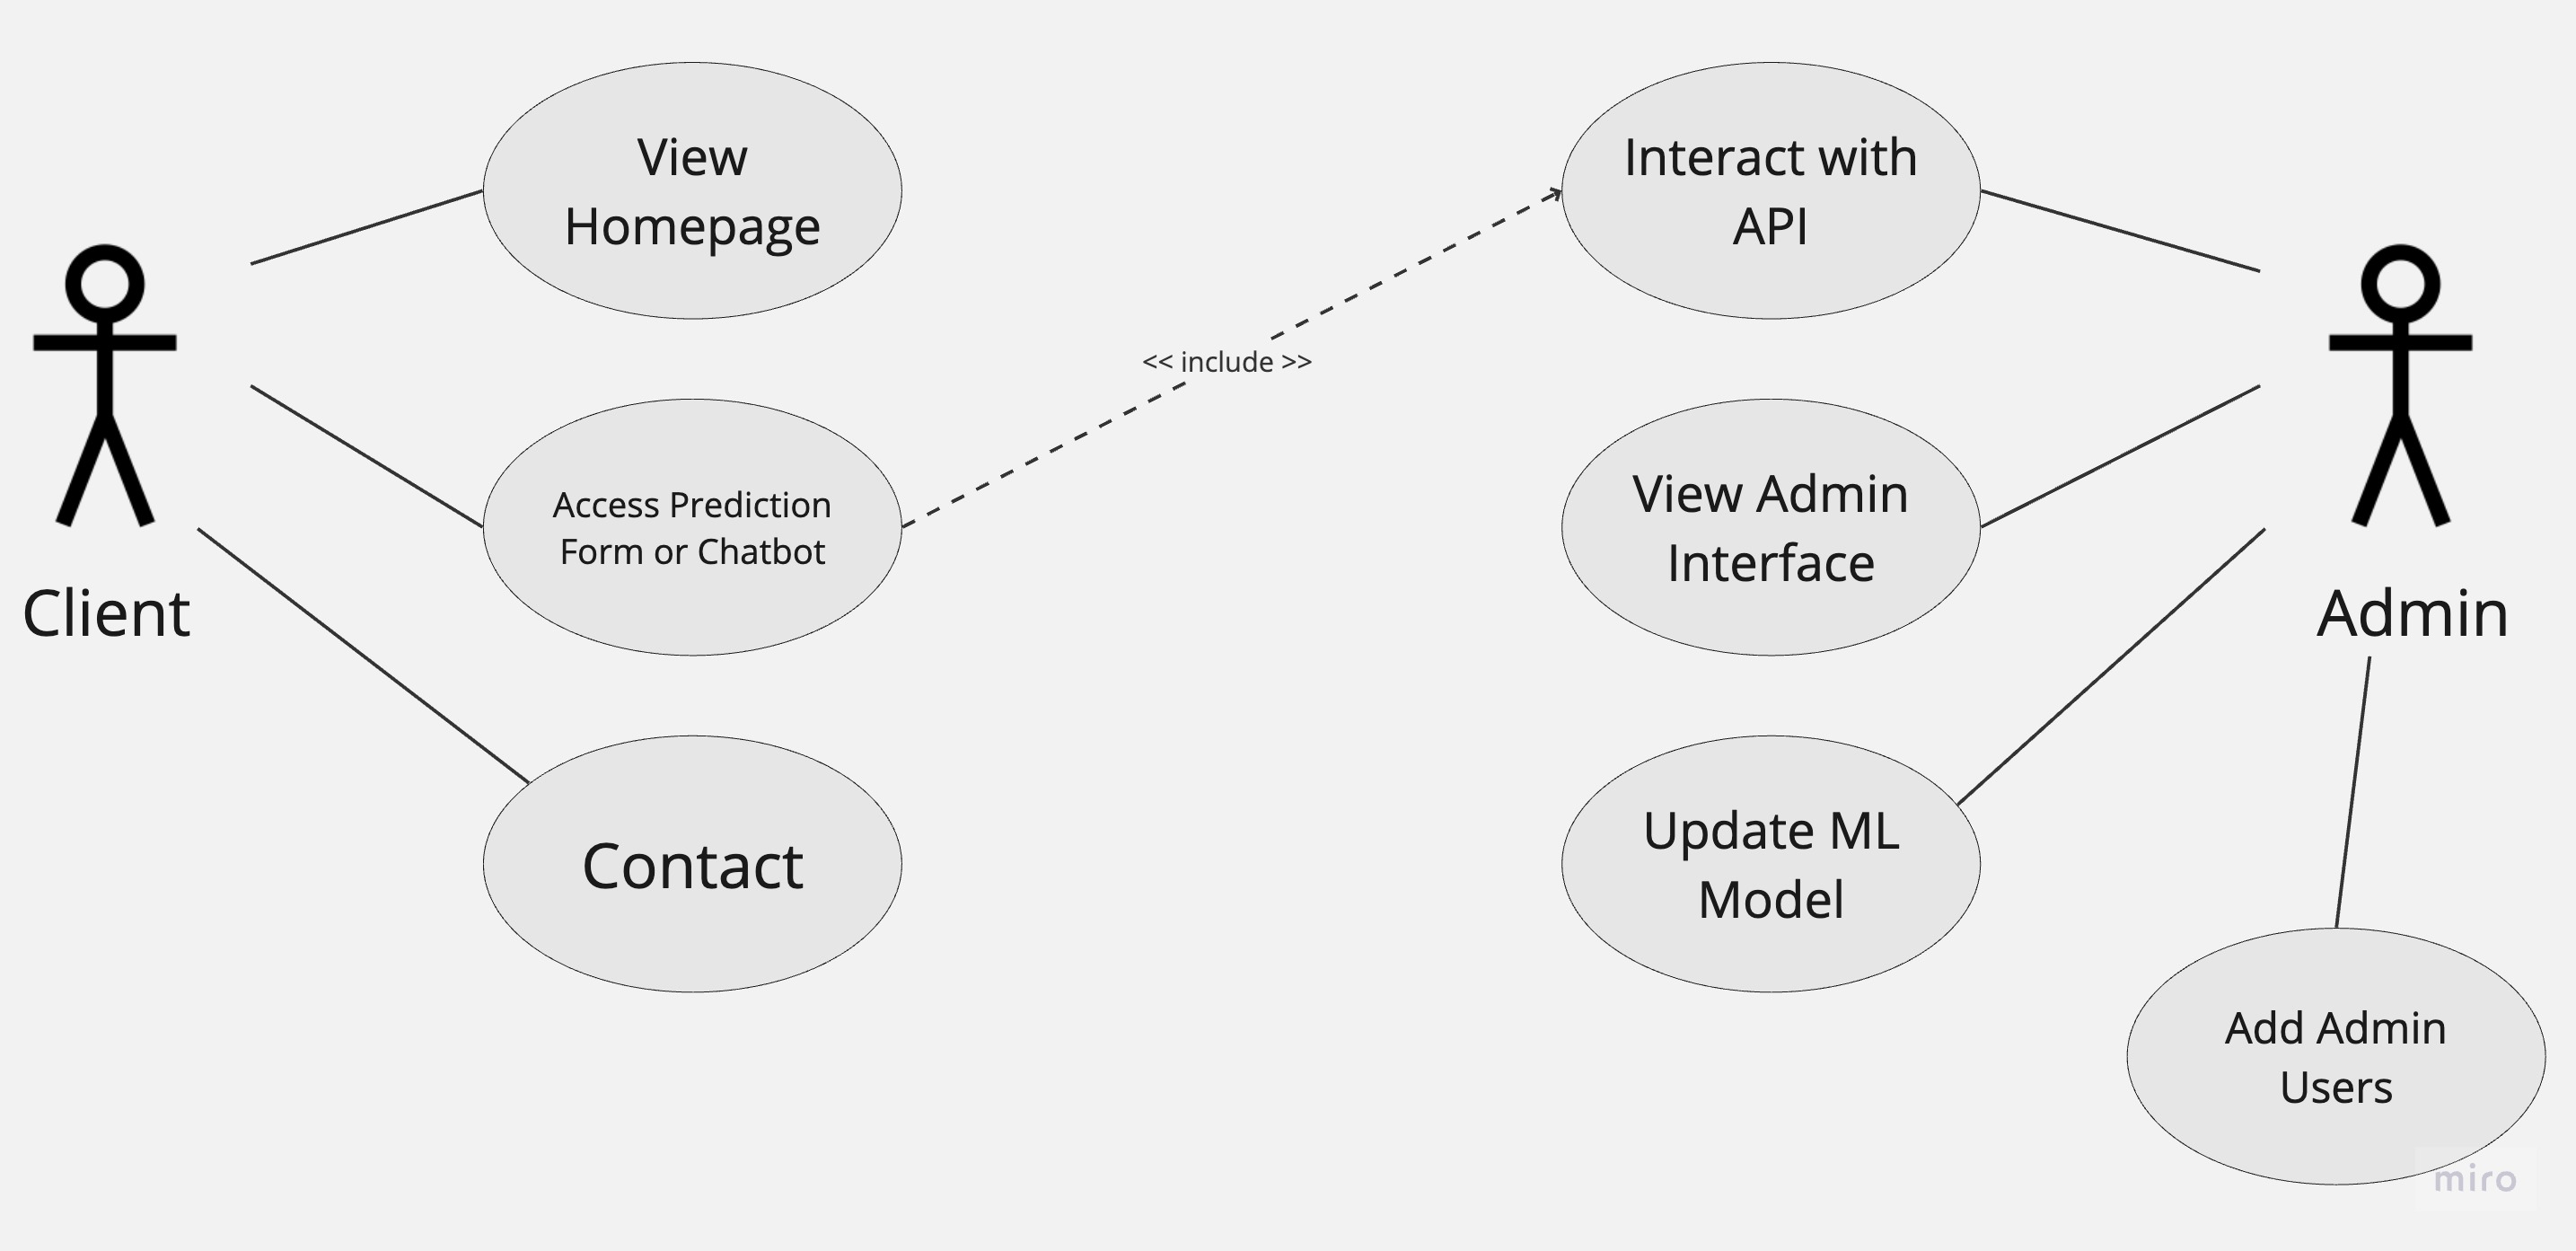 View
Homepage
Interact with
API
<< include >>
Access Prediction
Form or Chatbot
View Admin
Interface
Client
Admin
Contact
Update ML
Model
Add Admin
Users
miro